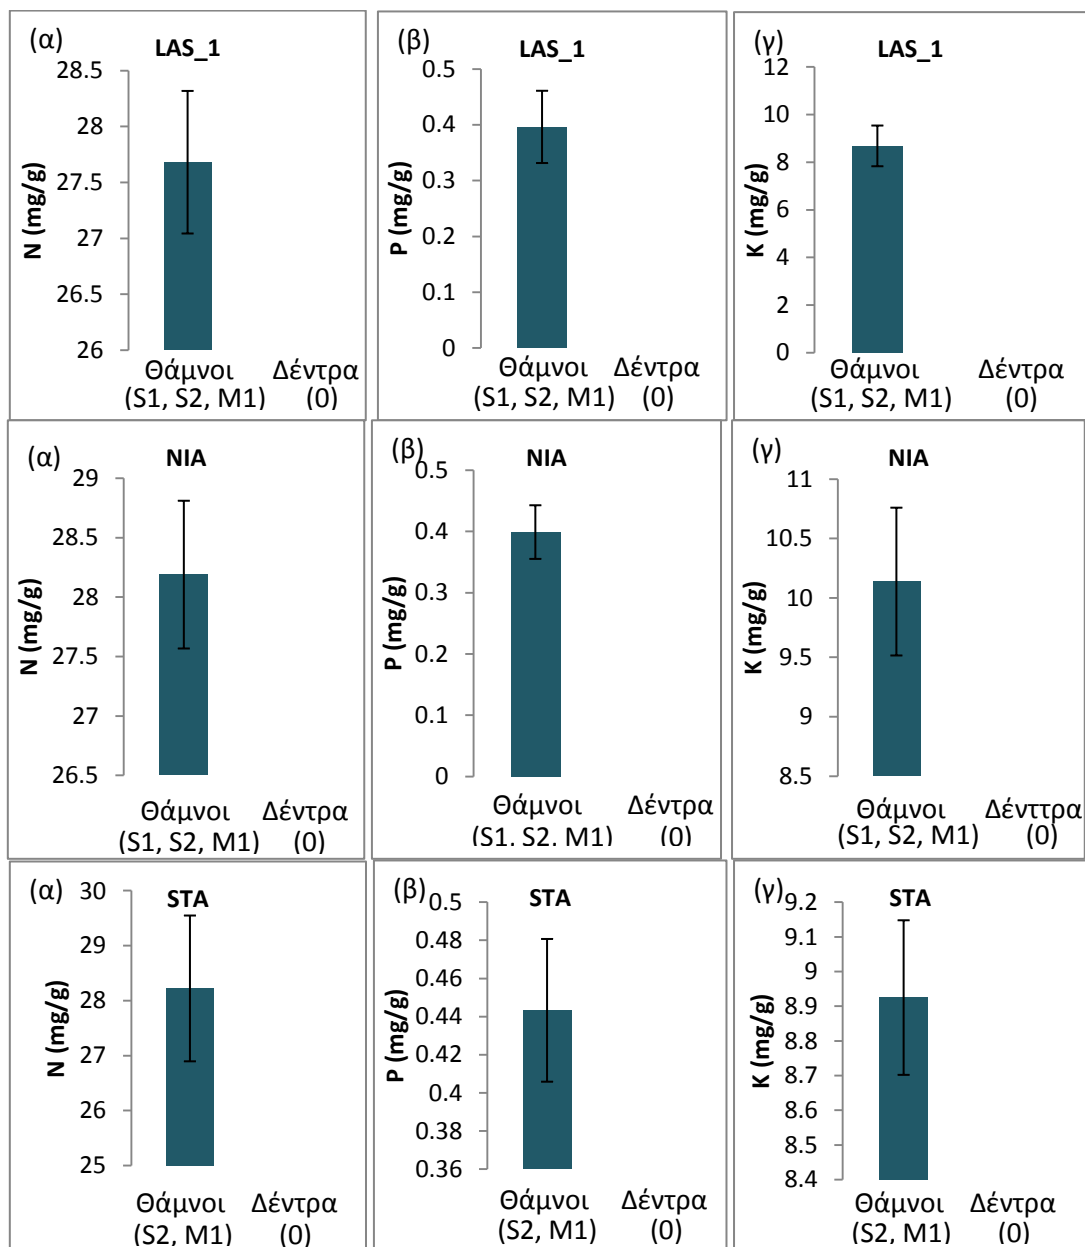 (α)
LAS_1
N (mg/g)
28.5
28
27.5
27
26.5
26
Θάμνοι Δέντρα
(S1, S2, M1) (0)
(β)
LAS_1
P (mg/g)
0.5
0.4
0.3
0.2
0.1
0
Θάμνοι Δέντρα
(S1, S2, M1) (0)
(γ)
LAS_1
K (mg/g)
12
10
8
6
4
2
0
Θάμνοι Δέντρα
(S1, S2, M1) (0)
(α)
NIA
N (mg/g)
29
28.5
28
27.5
27
26.5
Θάμνοι Δέντρα
(S1, S2, M1) (0)
(β)
NIA
P (mg/g)
0.5
0.4
0.3
0.2
0.1
0
Θάμνοι Δέντρα
(S1. S2. M1) (0)
(γ)
NIA
K (mg/g)
11
10.5
10
9.5
9
8.5
Θάμνοι Δένττρα
(S1, S2, M1) (0)
(α)
STA
N (mg/g)
30
29
28
27
26
25
Θάμνοι Δέντρα
(S2, M1) (0)
(β)
STA
P (mg/g)
0.5
0.48
0.46
0.44
0.42
0.4
0.38
0.36
Θάμνοι Δέντρα
(S2, M1) (0)
(γ)
STA
K (mg/g)
9.2
9.1
9
8.9
8.8
8.7
8.6
8.5
8.4
Θάμνοι Δέντρα
(S2, M1) (0)